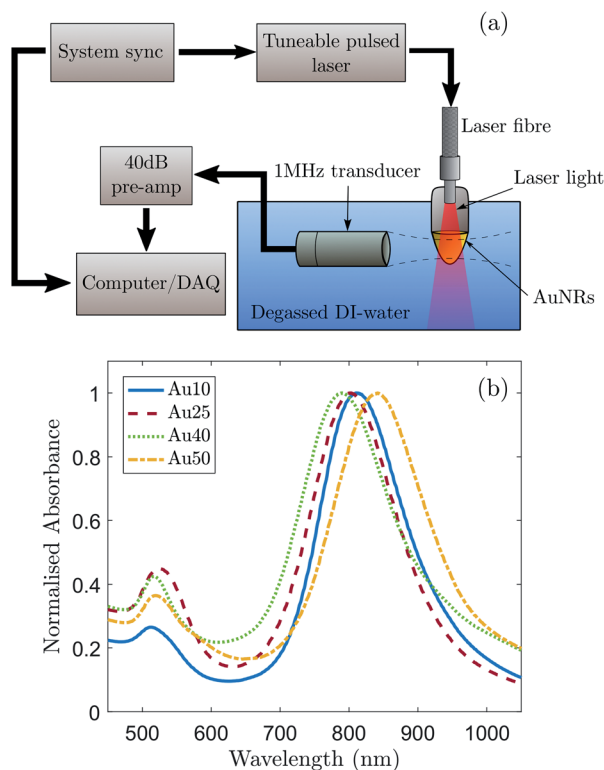 (a)
System sync
Tuneable pulsed
laser
Laser fibre
40dB
pre-amp
1MHz transducer
Laser light
Computer/DAQ
Degassed DI-water
AuNRs
(b)
Au10
Au25
Au40
Au50
1
0.8
0.6
0.4
0.2
0
Normalised Absorbance
500 600 700 800 900 1000
Wavelength (nm)